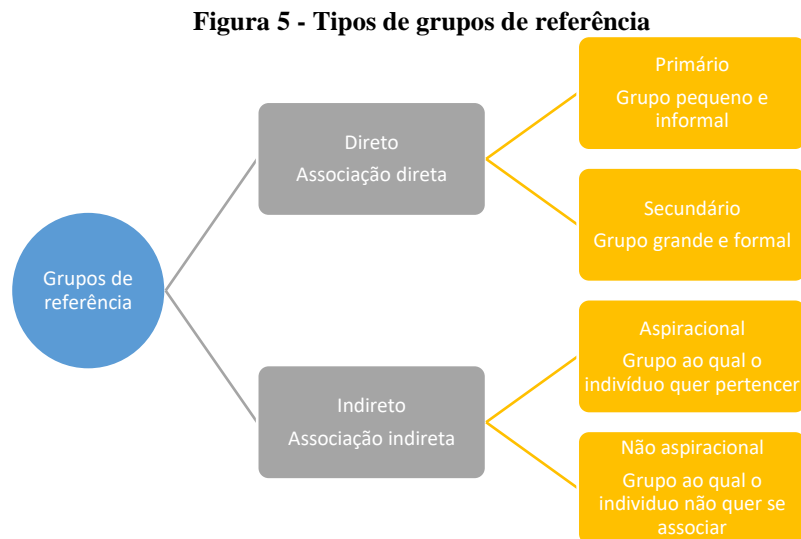 Figura 5 - Tipos de grupos de referência
Grupos de
referência
Direto
Associação direta
Primário
Grupo pequeno e
informal
Secundário
Grupo grande e formal
Indireto
Associação indireta
Aspiracional
Grupo ao qual o
indivíduo quer pertencer
Não aspiracional
Grupo ao qual o
individuo não quer se
associar